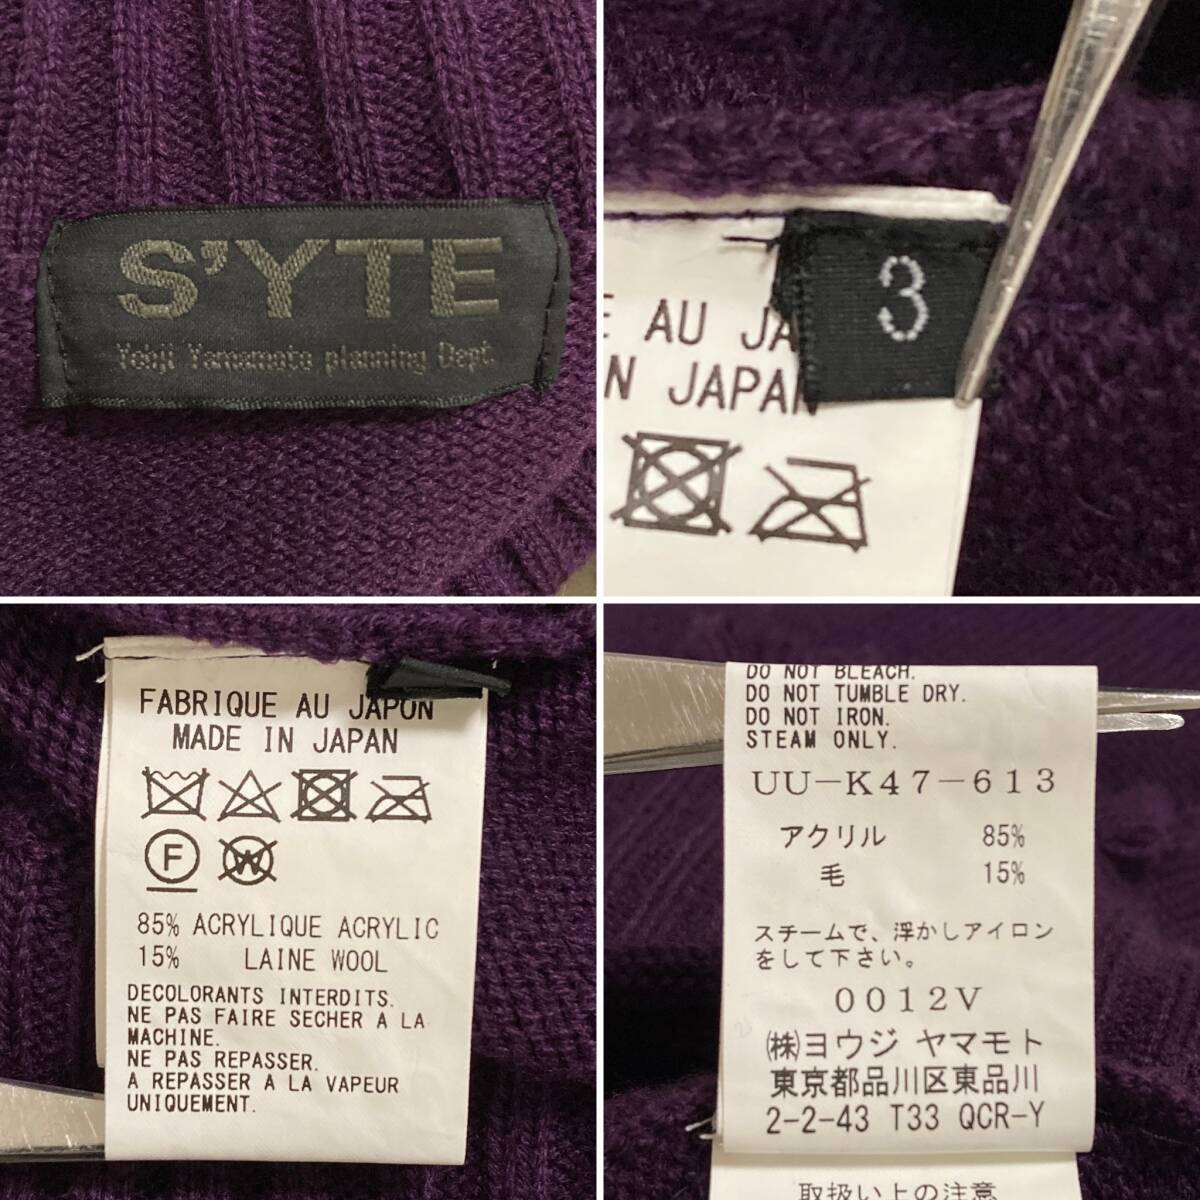 S'YTE
Yohji Yamamoto planning Dept.
3
E AU JA
N JAPAN
FABRIQUE AU JAPON
MADE IN JAPAN
F
W
85% ACRYLIQUE ACRYLIC
15% LAINE WOOL
DECOLORANTS INTERDITS.
NE PAS FAIRE SECHER A LA
MACHINE.
NE PAS REPASSER.
A REPASSER A LA VAPEUR
UNIQUEMENT.
DO NOT BLEACH.
DO NOT TUMBLE DRY.
DO NOT IRON.
STEAM ONLY.
UU-K47-613
アクリル 85%
毛 15%
スチームで、浮かしアイロン
をして下さい。
0012V
㈱ヨウジ ヤマモト
東京都品川区東品川
2-2-43 T33 QCR-Y
取扱い上の注意